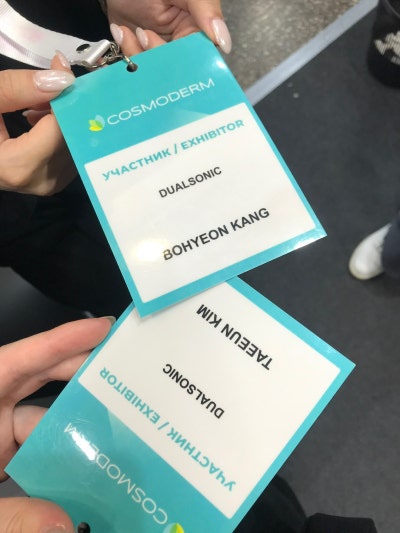 COSMODERM
УЧАСТНИК / EXHIBITOR
DUALSONIC
BOHYEON KANG
COSMODERM
УЧАСТНИК / EXHIBITOR
DUALSONIC
TAEEUN KIM